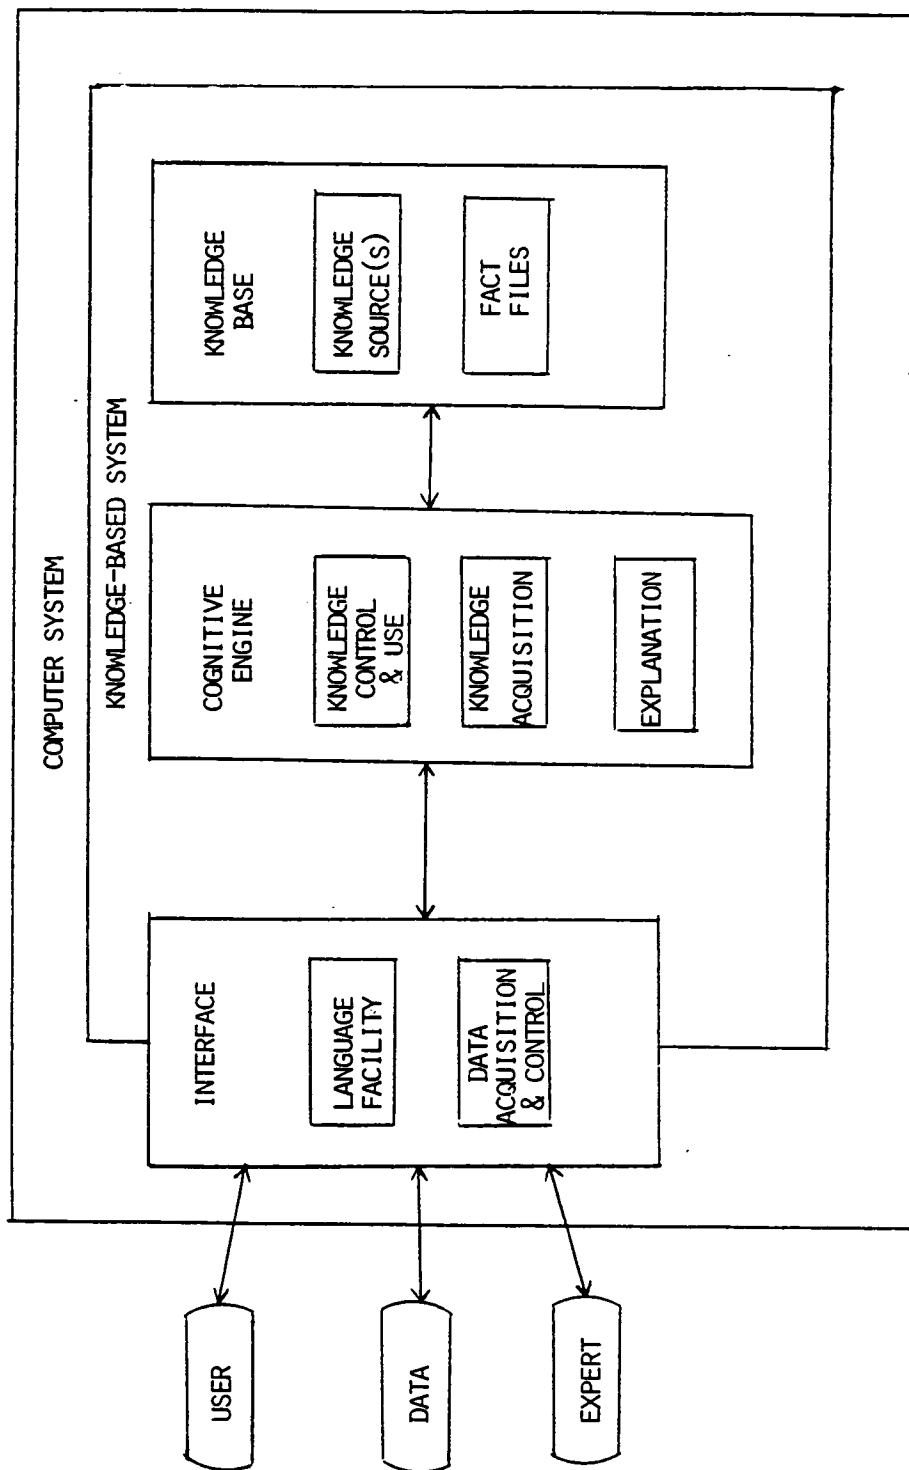 COMPUTER SYSTEM
KNOWLEDGE-BASED SYSTEM
USER
DATA
EXPERT
INTERFACE
LANGUAGE
FACILITY
DATA
ACQUISITION
& CONTROL
COGNITIVE
ENGINE
KNOWLEDGE
CONTROL
& USE
KNOWLEDGE
ACQUISITION
EXPLANATION
KNOWLEDGE
BASE
KNOWLEDGE
SOURCE(S)
FACT
FILES